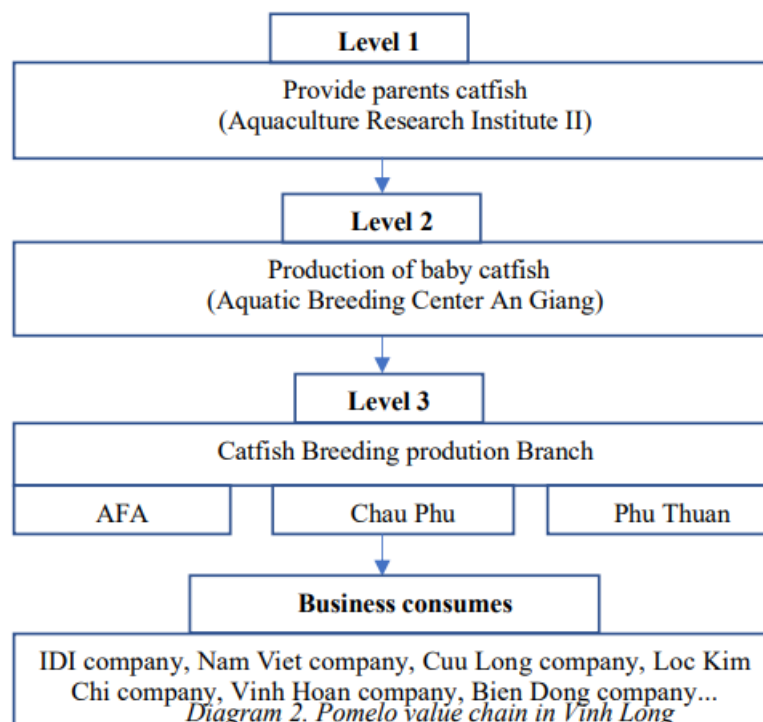 Level 1
Provide parents catfish
(Aquaculture Research Institute II)
Level 2
Production of baby catfish
(Aquatic Breeding Center An Giang)
Level 3
Catfish Breeding prodution Branch
AFA
Chau Phu
Phu Thuan
Business consumes
IDI company, Nam Viet company, Cuu Long company, Loc Kim
Chi company, Vinh Hoan company, Bien Dong company...
Diagram 2. Pomelo value chain in Vinh Long